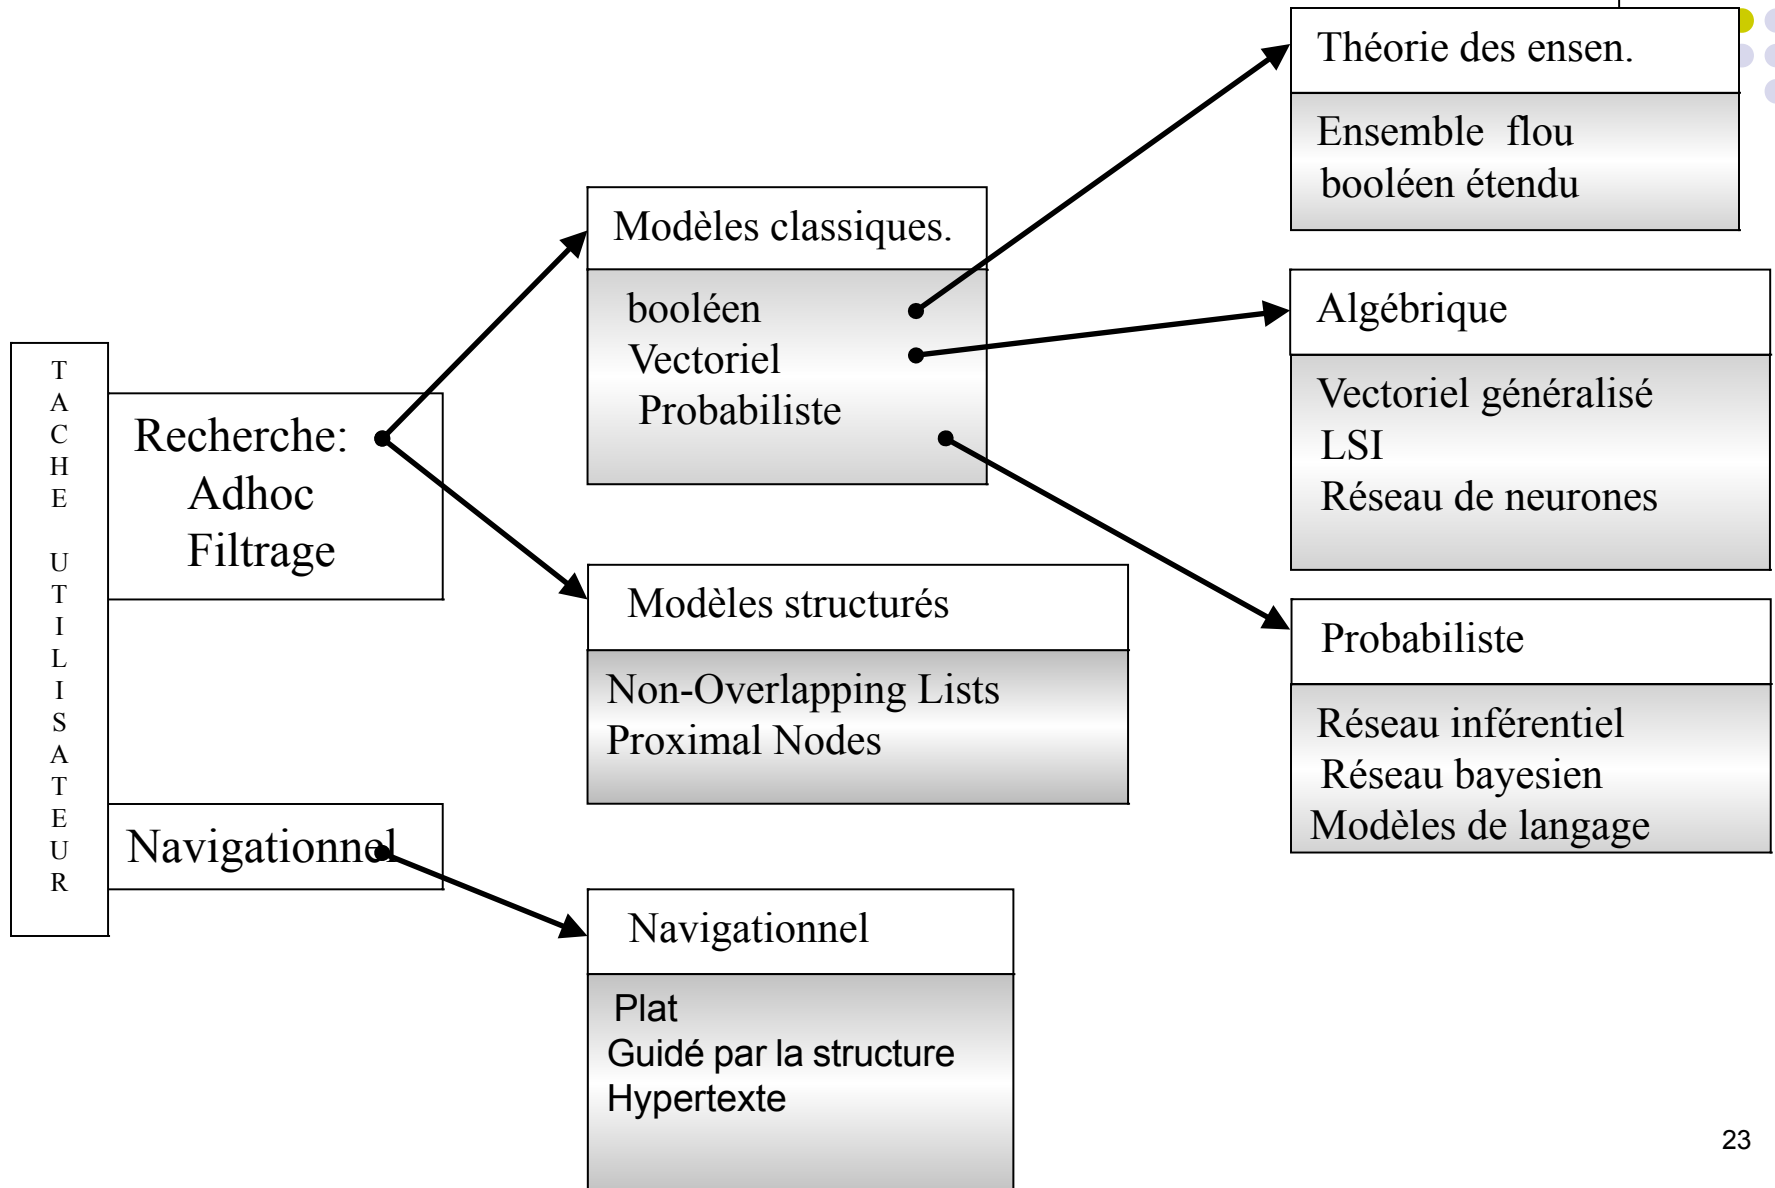 TACHE UTILISATEUR
Recherche:
Adhoc
Filtrage
Navigationnel
Modèles classiques.
booléen
Vectoriel
Probabiliste
Modèles structurés
Non-Overlapping Lists
Proximal Nodes
Navigationnel
Plat
Guidé par la structure
Hypertexte
Théorie des ensen.
Ensemble flou
booléen étendu
Algébrique
Vectoriel généralisé
LSI
Réseau de neurones
Probabiliste
Réseau inférentiel
Réseau bayesien
Modèles de langage
23